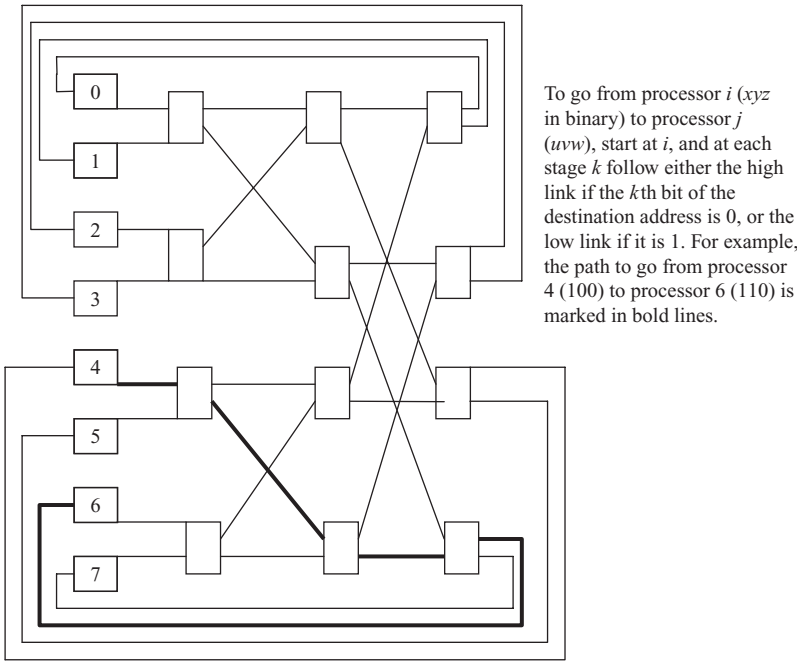 0
1
2
3
4
5
6
7
To go from processor i (xyz
in binary) to processor j
(uvw), start at i, and at each
stage k follow either the high
link if the kth bit of the
destination address is 0, or the
low link if it is 1. For example,
the path to go from processor
4 (100) to processor 6 (110) is
marked in bold lines.